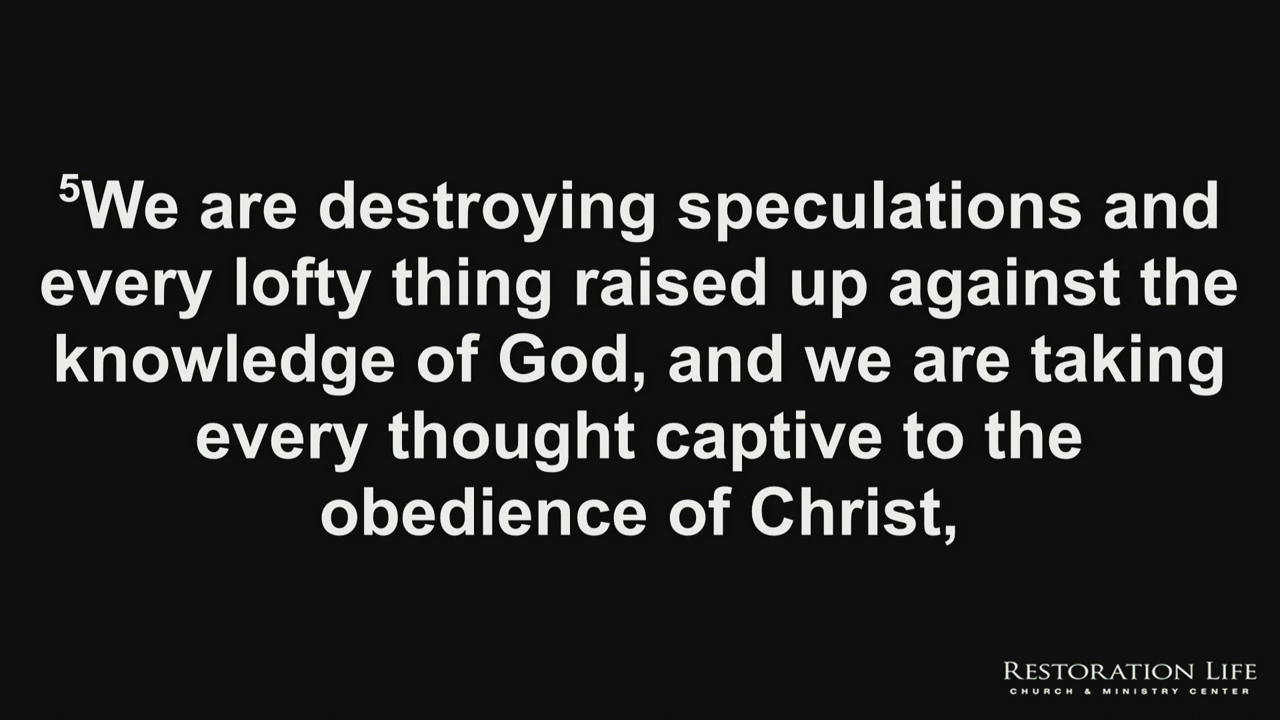 ⁵We are destroying speculations and
every lofty thing raised up against the
knowledge of God, and we are taking
every thought captive to the
obedience of Christ,
RESTORATION LIFE
CHURCH & MINISTRY CENTER